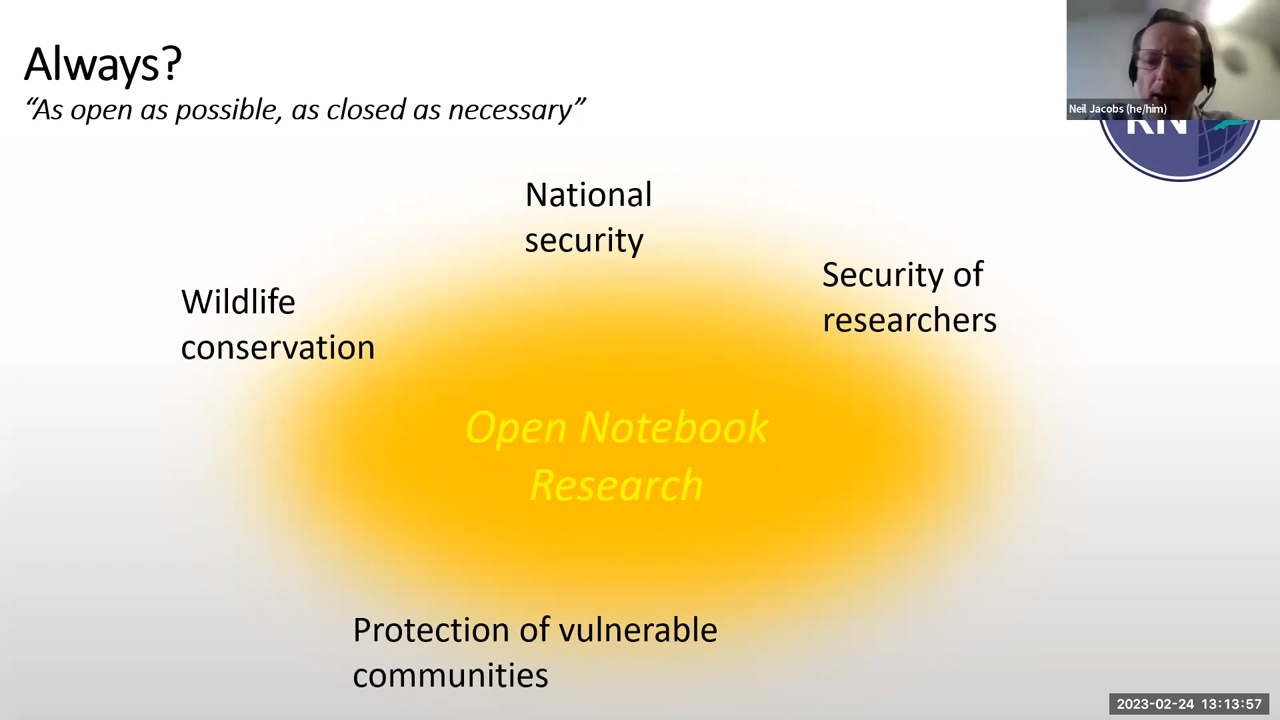 Always?
“As open as possible, as closed as necessary”
Neil Jacobs (he/him)
RN
National
security
Security of
researchers
Wildlife
conservation
Open Notebook
Research
Protection of vulnerable
communities
2023-02-24 13:13:57